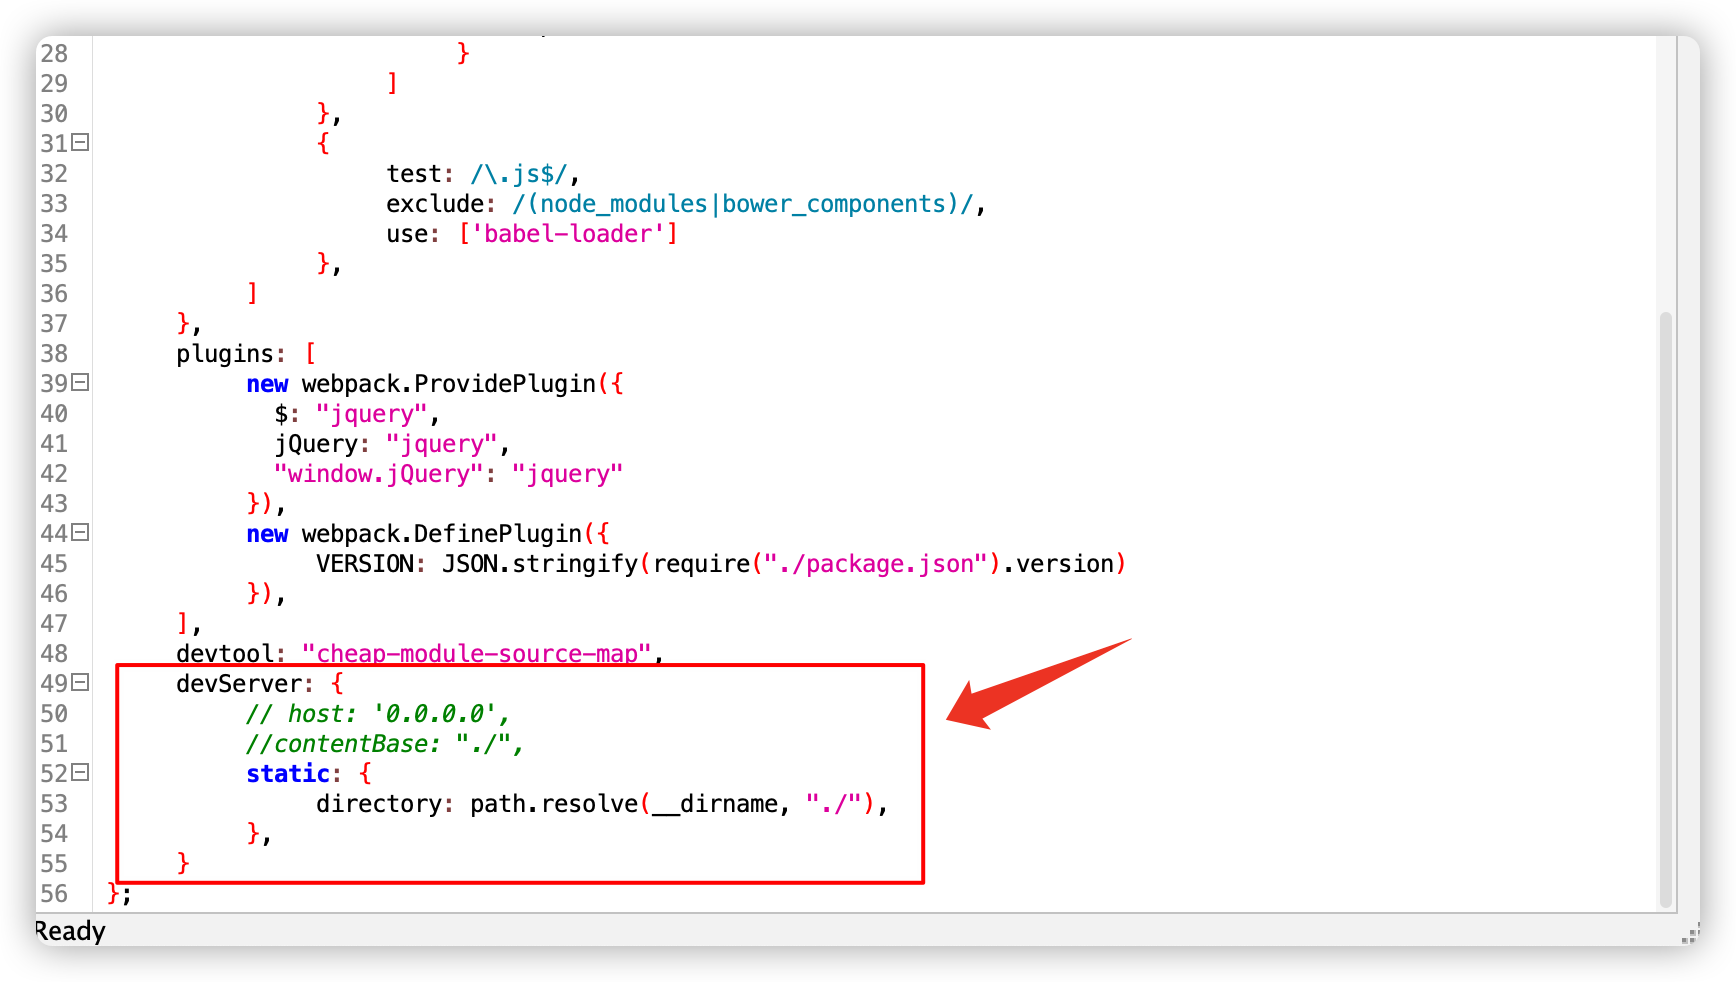 28 }
29 ]
30 },
31 {
32 test: /\.js$/,
33 exclude: /(node_modules|bower_components)/,
34 use: ['babel-loader']
35 },
36 ]
37 },
38 plugins: [
39 new webpack.ProvidePlugin({
40 $: "jquery",
41 jQuery: "jquery",
42 "window.jQuery": "jquery"
43 }),
44 new webpack.DefinePlugin({
45 VERSION: JSON.stringify(require("./package.json").version)
46 }),
47 ],
48 devtool: "cheap-module-source-map",
49 devServer: {
50 // host: '0.0.0.0',
51 //contentBase: "./",
52 static: {
53 directory: path.resolve(__dirname, "./"),
54 },
55 }
56 };
Ready